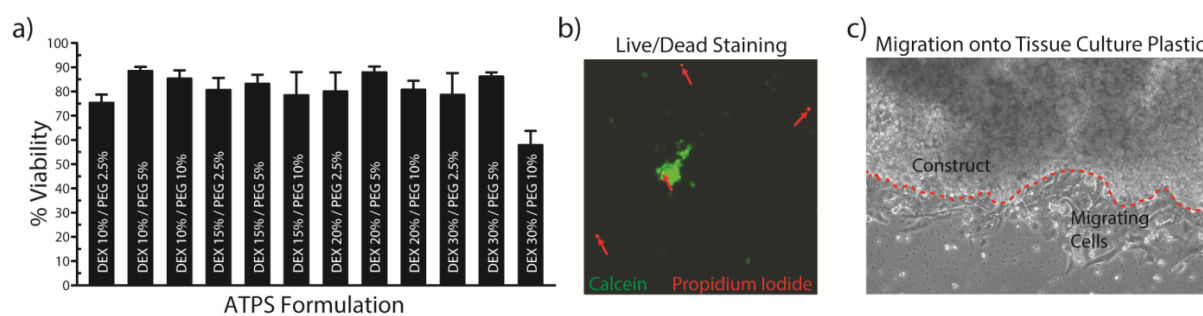 a)
% Viability
100
90
80
70
60
50
40
30
20
10
0
DEX 10% / PEG 2.5%
DEX 10% / PEG 5%
DEX 10% / PEG 10%
DEX 15% / PEG 2.5%
DEX 15% / PEG 5%
DEX 15% / PEG 10%
DEX 20% / PEG 2.5%
DEX 20% / PEG 5%
DEX 20% / PEG 10%
DEX 30% / PEG 2.5%
DEX 30% / PEG 5%
DEX 30% / PEG 10%
ATPS Formulation
b)
Live/Dead Staining
Calcein
Propidium Iodide
c)
Migration onto Tissue Culture Plastic
Construct
Migrating
Cells